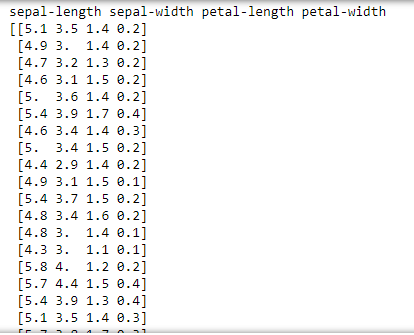 sepal-length sepal-width petal-length petal-width
[[5.1 3.5 1.4 0.2]
[4.9 3.  1.4 0.2]
[4.7 3.2 1.3 0.2]
[4.6 3.1 1.5 0.2]
[5.  3.6 1.4 0.2]
[5.4 3.9 1.7 0.4]
[4.6 3.4 1.4 0.3]
[5.  3.4 1.5 0.2]
[4.4 2.9 1.4 0.2]
[4.9 3.1 1.5 0.1]
[5.4 3.7 1.5 0.2]
[4.8 3.4 1.6 0.2]
[4.8 3.  1.4 0.1]
[4.3 3.  1.1 0.1]
[5.8 4.  1.2 0.2]
[5.7 4.4 1.5 0.4]
[5.4 3.9 1.3 0.4]
[5.1 3.5 1.4 0.3]